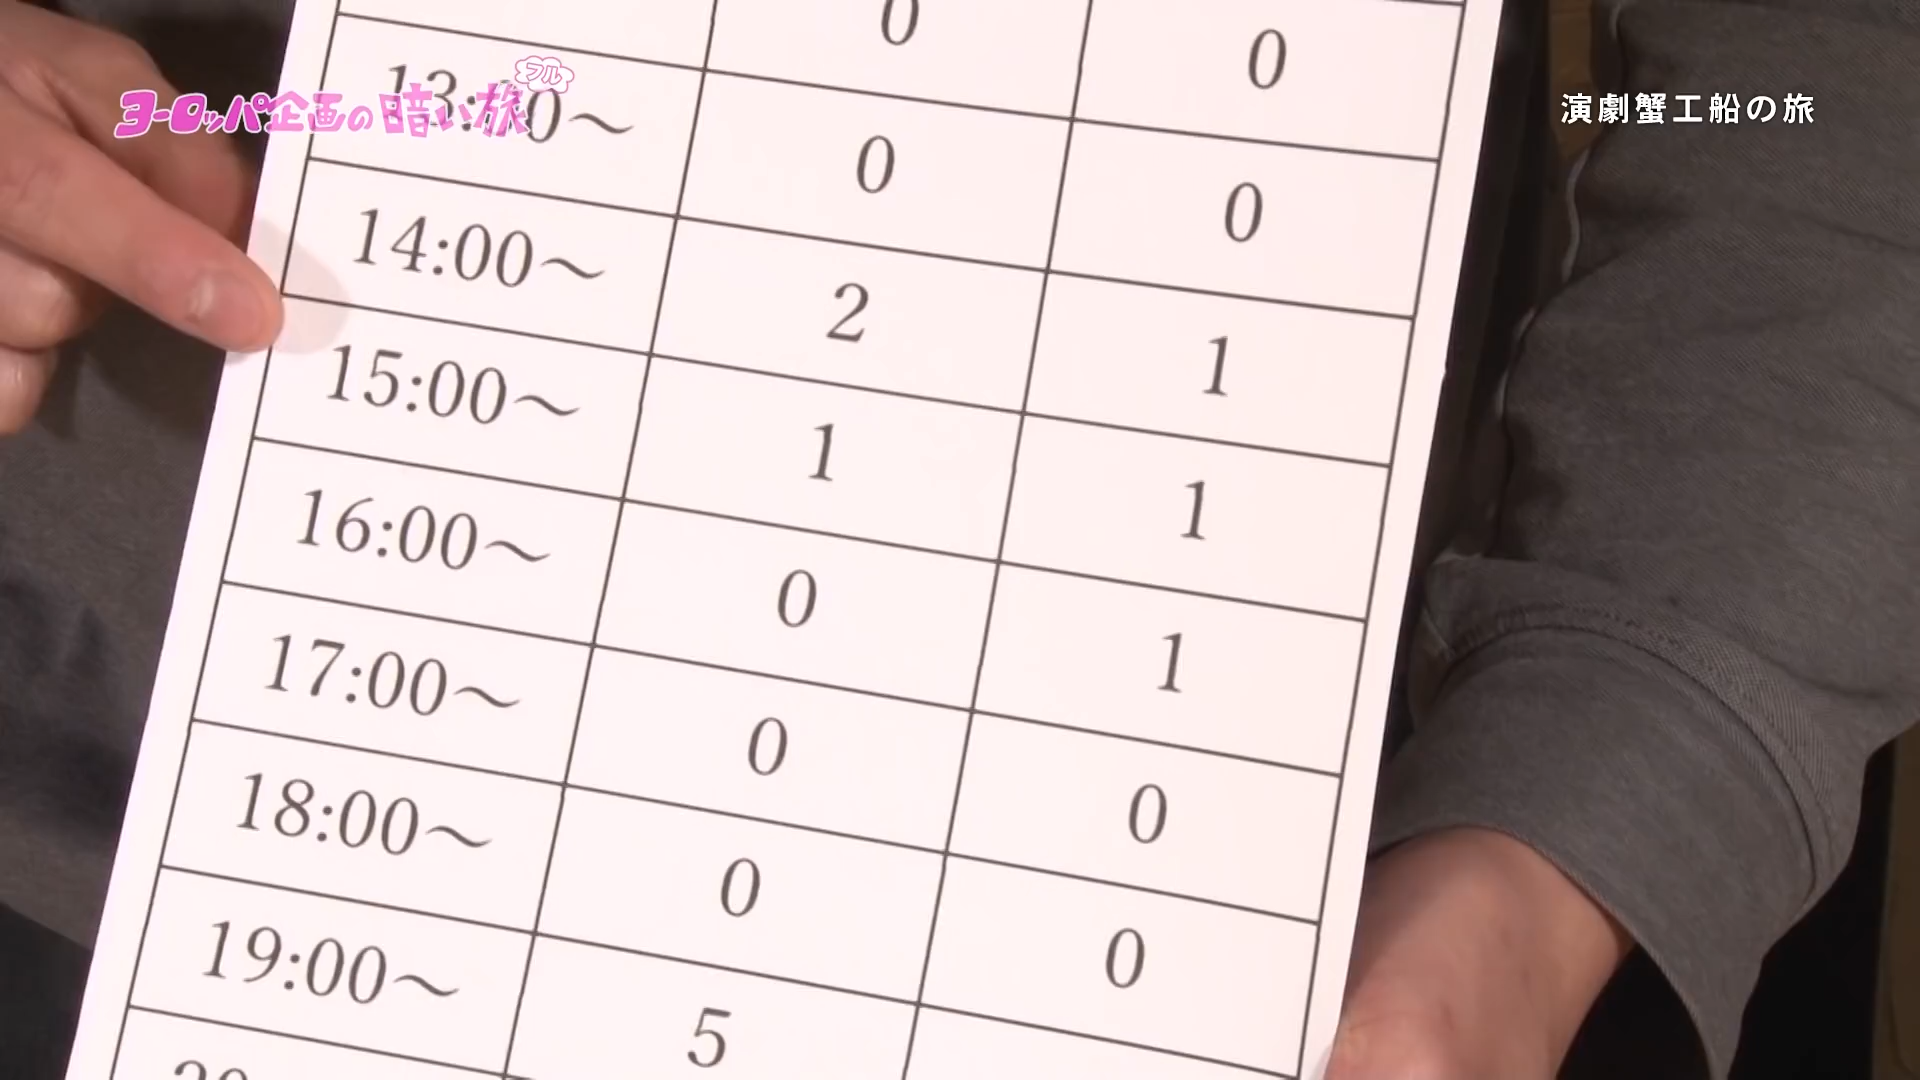 ヨーロッパ企画の暗い旅 フル
演劇蟹工船の旅
0 0
13:00～ 0 0
14:00～ 2 1
15:00～ 1 1
16:00～ 0 1
17:00～ 0 0
18:00～ 0 0
19:00～ 5